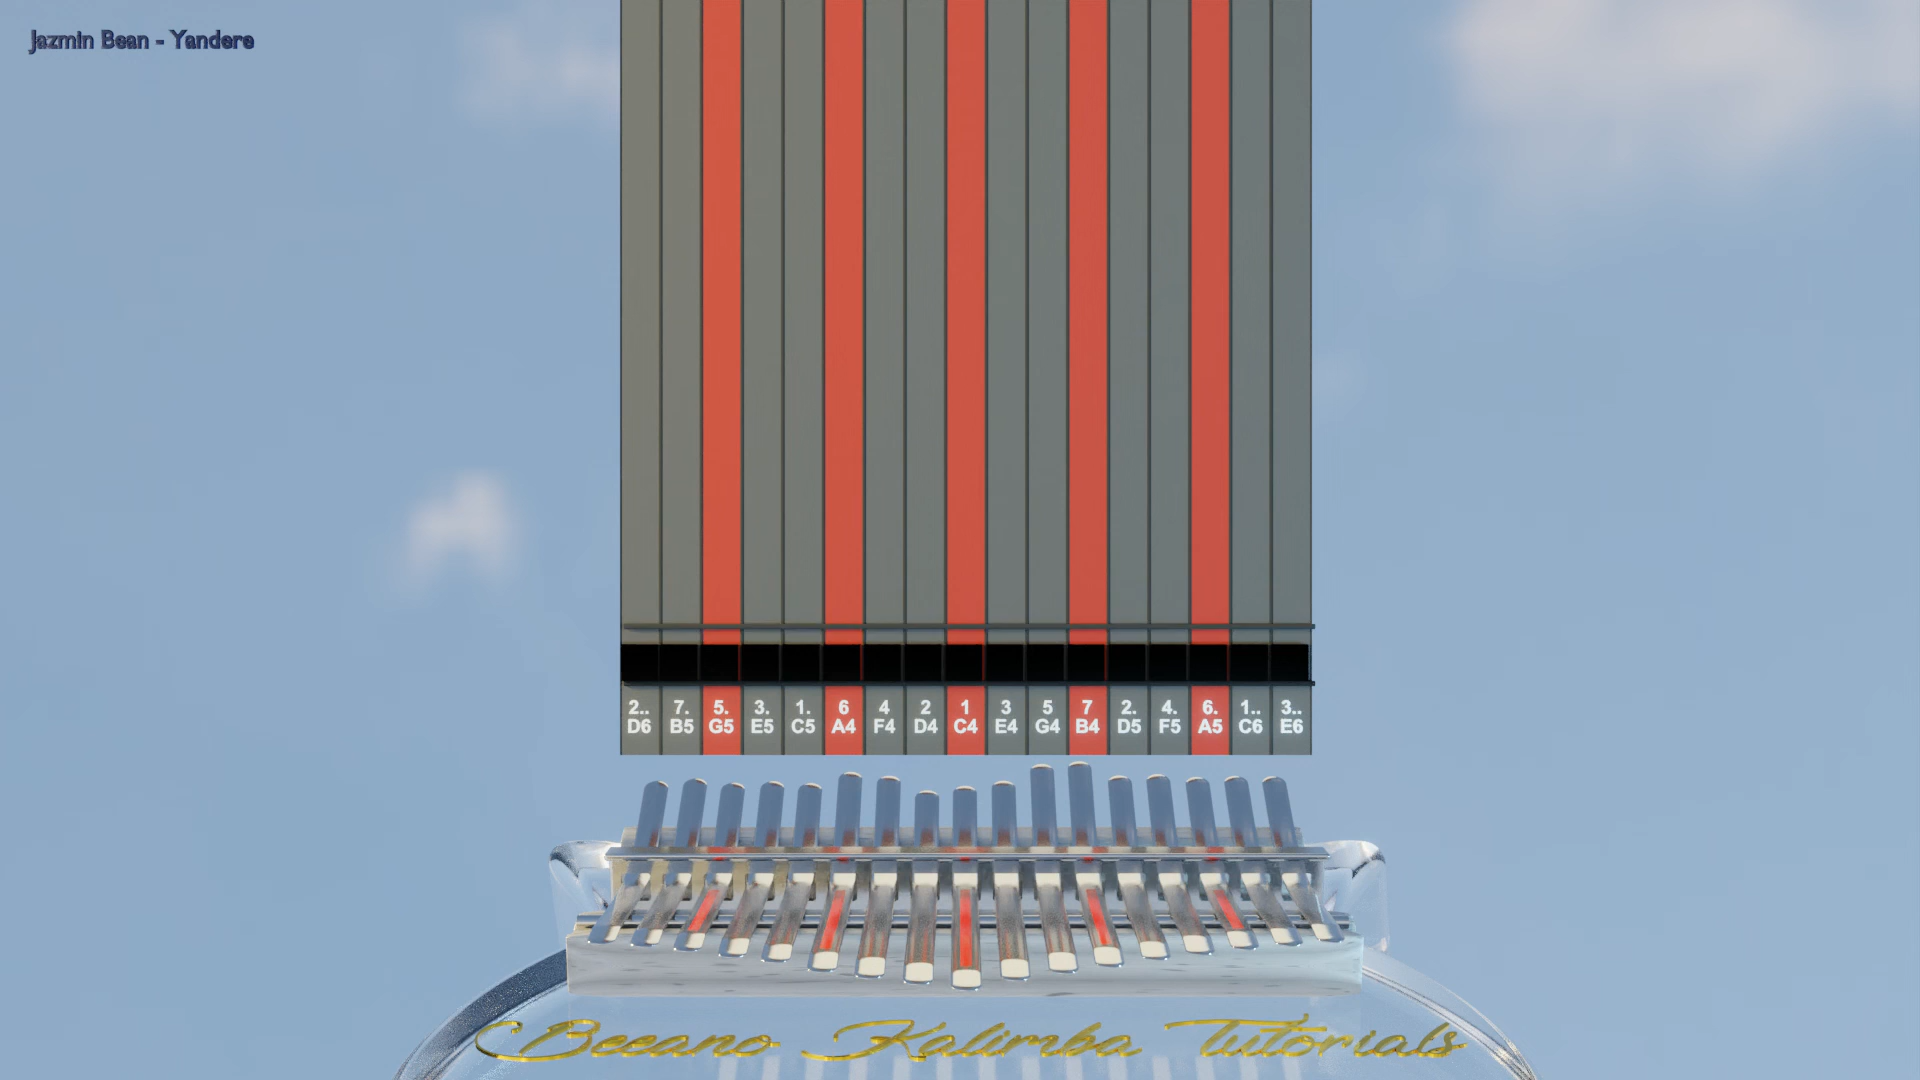 Jazmin Bean - Yandere
2.. 7. 5. 3. 1. 6 4 2 1 3 5 7 2. 4. 6. 1.. 3..
D6 B5 G5 E5 C5 A4 F4 D4 C4 E4 G4 B4 D5 F5 A5 C6 E6
Beeano Kalimba Tutorials